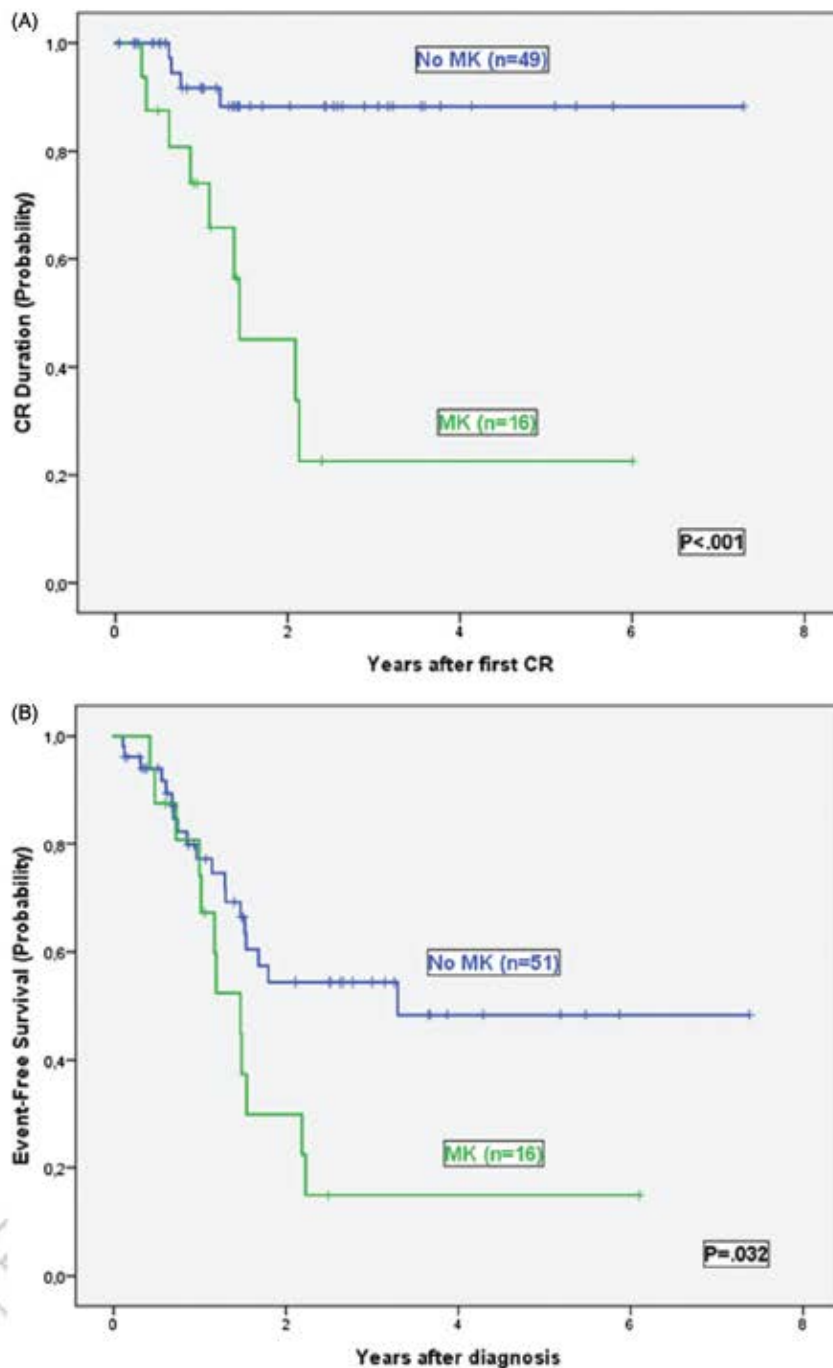 (A)
1,0
No MK (n=49)
0,8
0,6
CR Duration (Probability)
0,4
MK (n=16)
0,2
P<.001
0,0
0 2 4 6 8
Years after first CR
(B)
1,0
0,8
0,6
No MK (n=51)
Event-Free Survival (Probability)
0,4
0,2
MK (n=16)
P=.032
0,0
0 2 4 6 8
Years after diagnosis